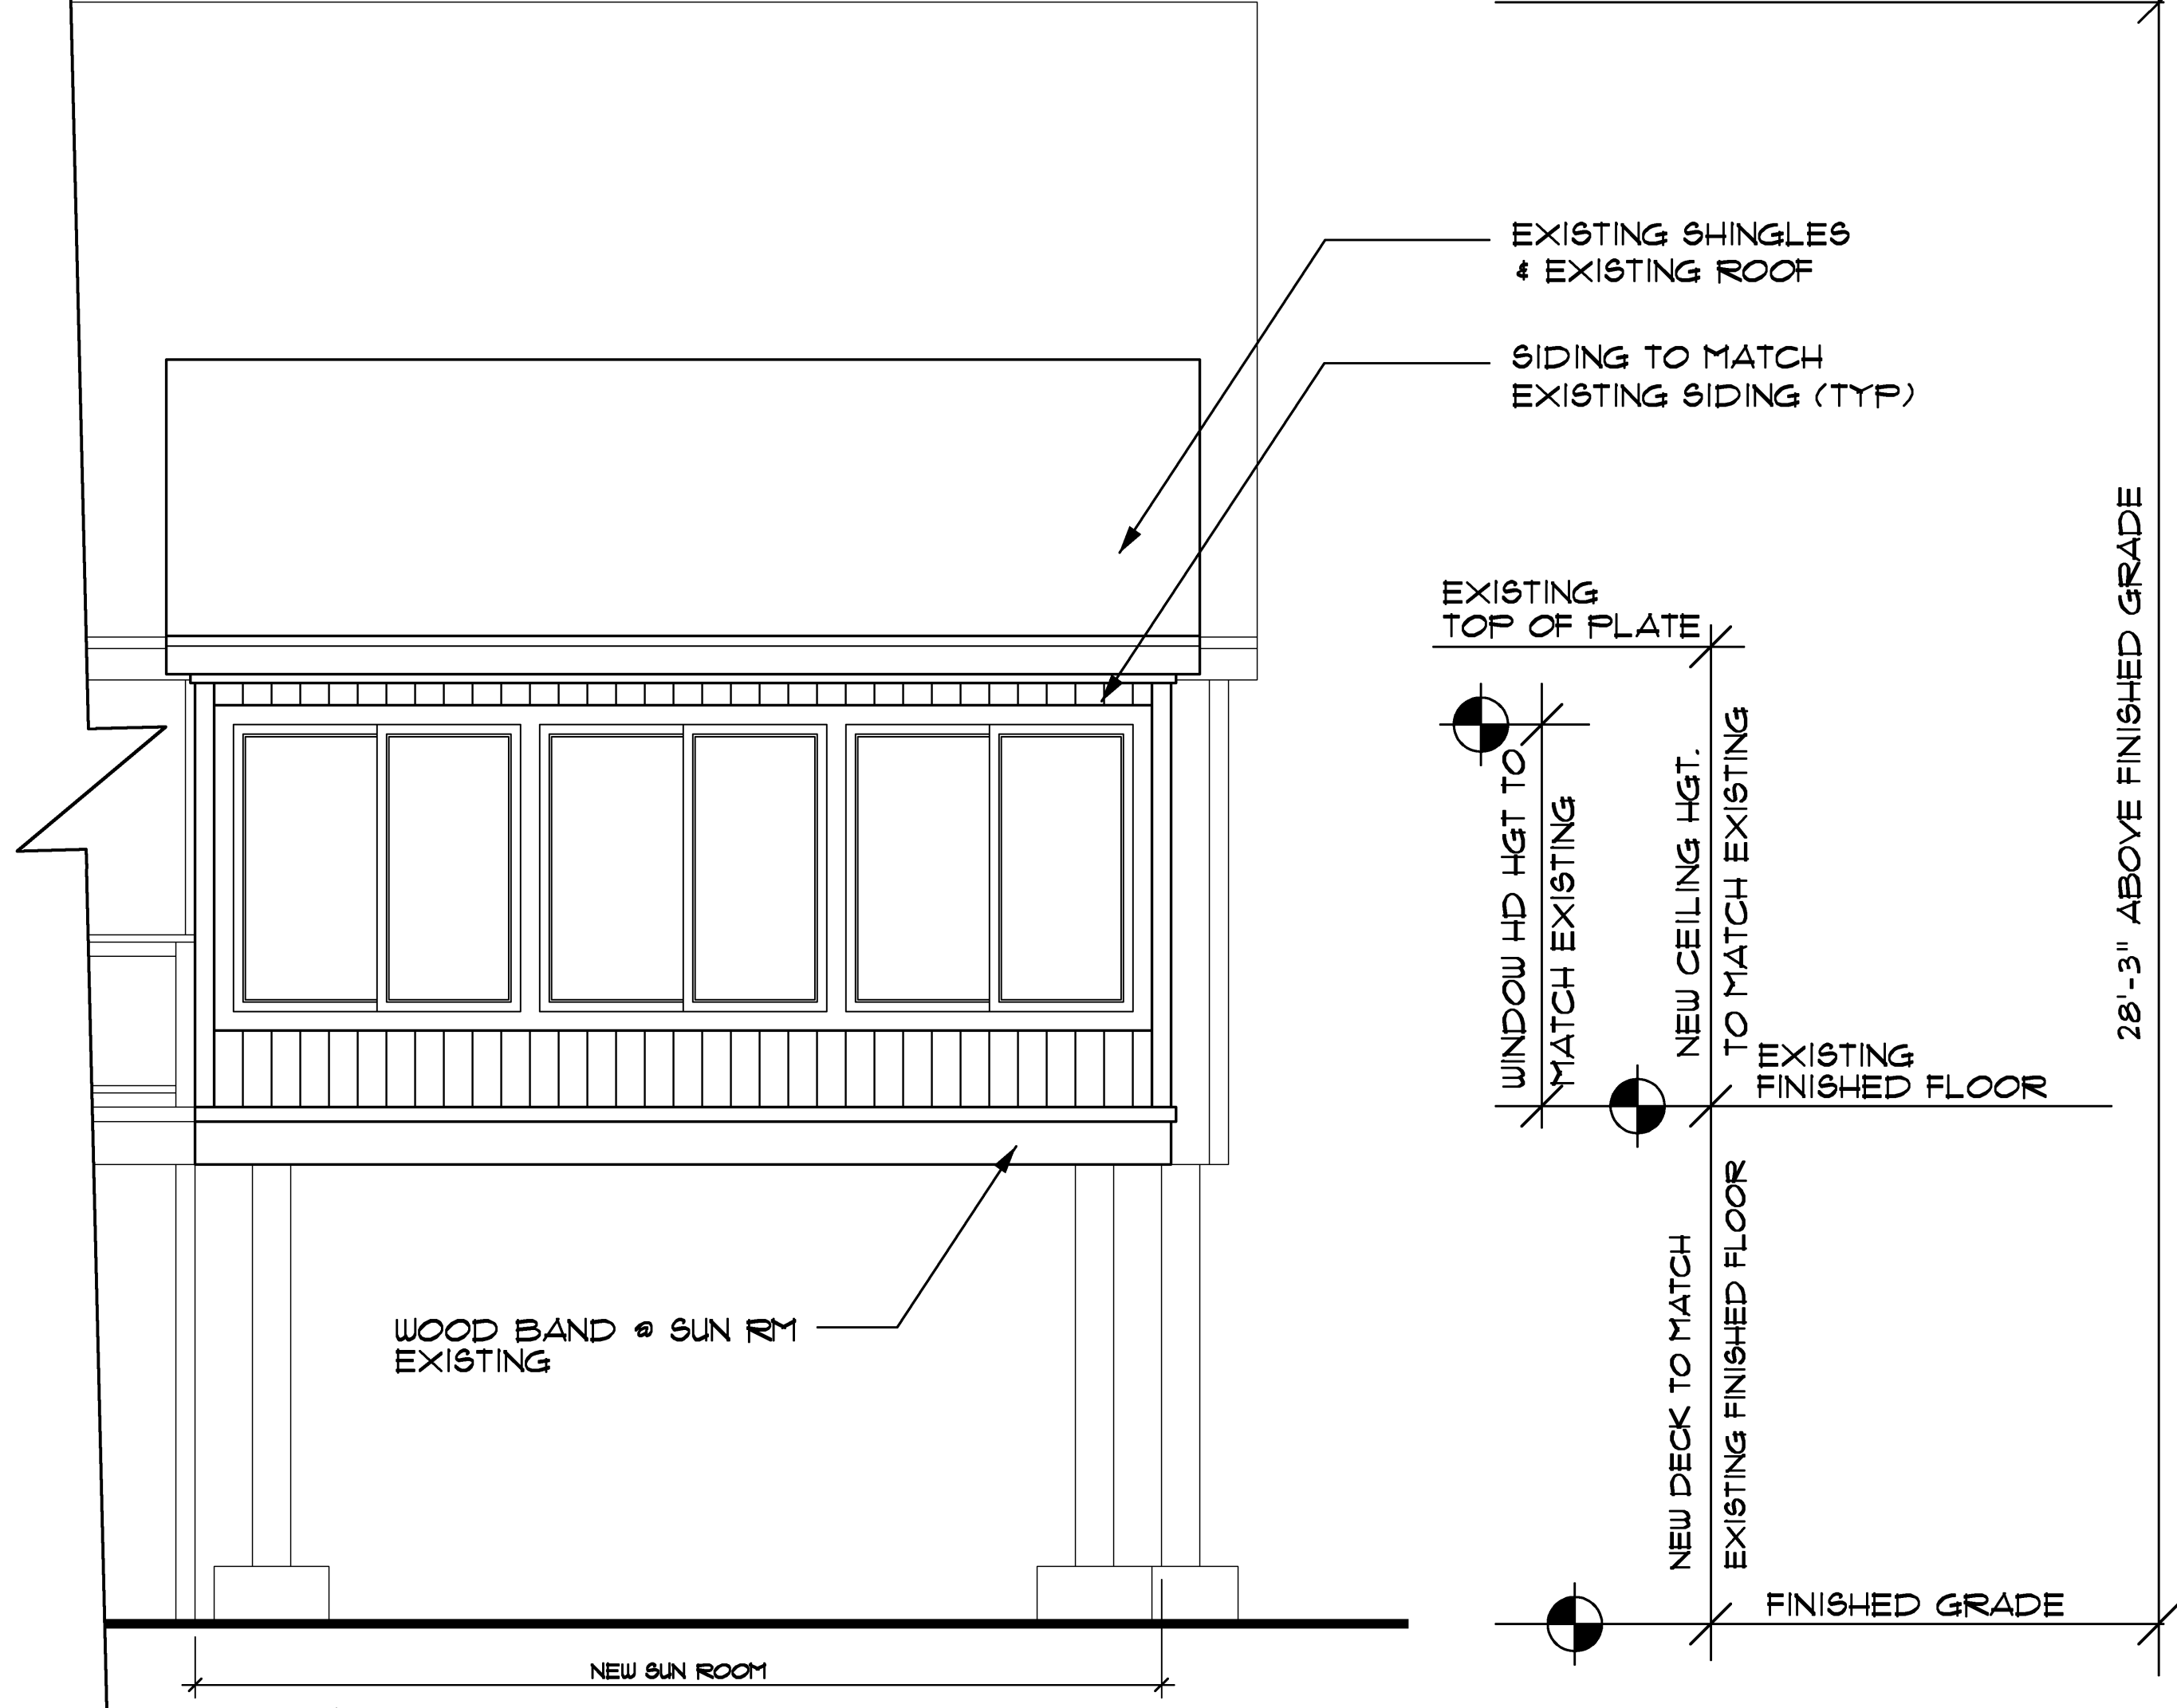 EXISTING SHINGLES
& EXISTING ROOF
SIDING TO MATCH
EXISTING SIDING (TYP)
EXISTING
TOP OF PLATE
WINDOW HD HGT TO
MATCH EXISTING
NEW CEILING HGT.
TO MATCH EXISTING
28'-3" ABOVE FINISHED GRADE
EXISTING
FINISHED FLOOR
NEW DECK TO MATCH
EXISTING FINISHED FLOOR
WOOD BAND @ SUN RM
EXISTING
FINISHED GRADE
NEW SUN ROOM